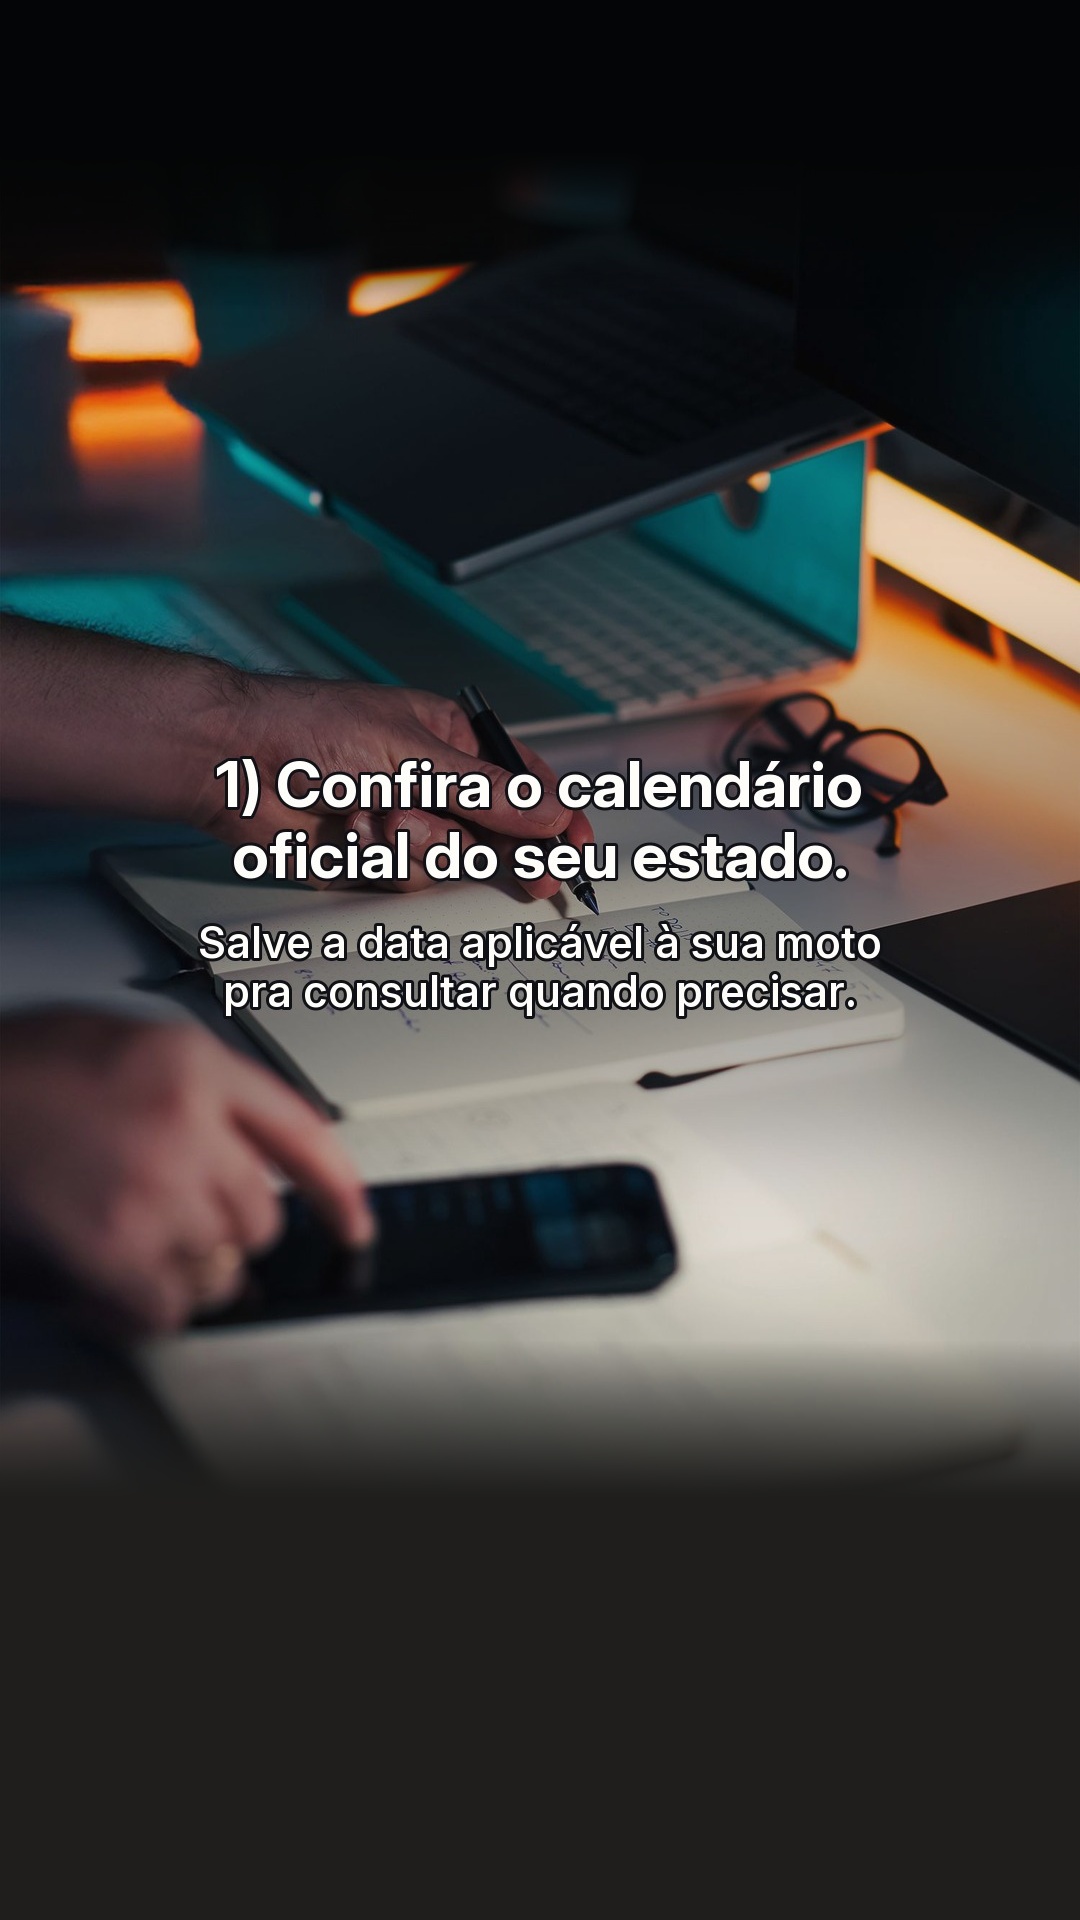 1) Confira o calendário
oficial do seu estado.
Salve a data aplicável à sua moto
pra consultar quando precisar.